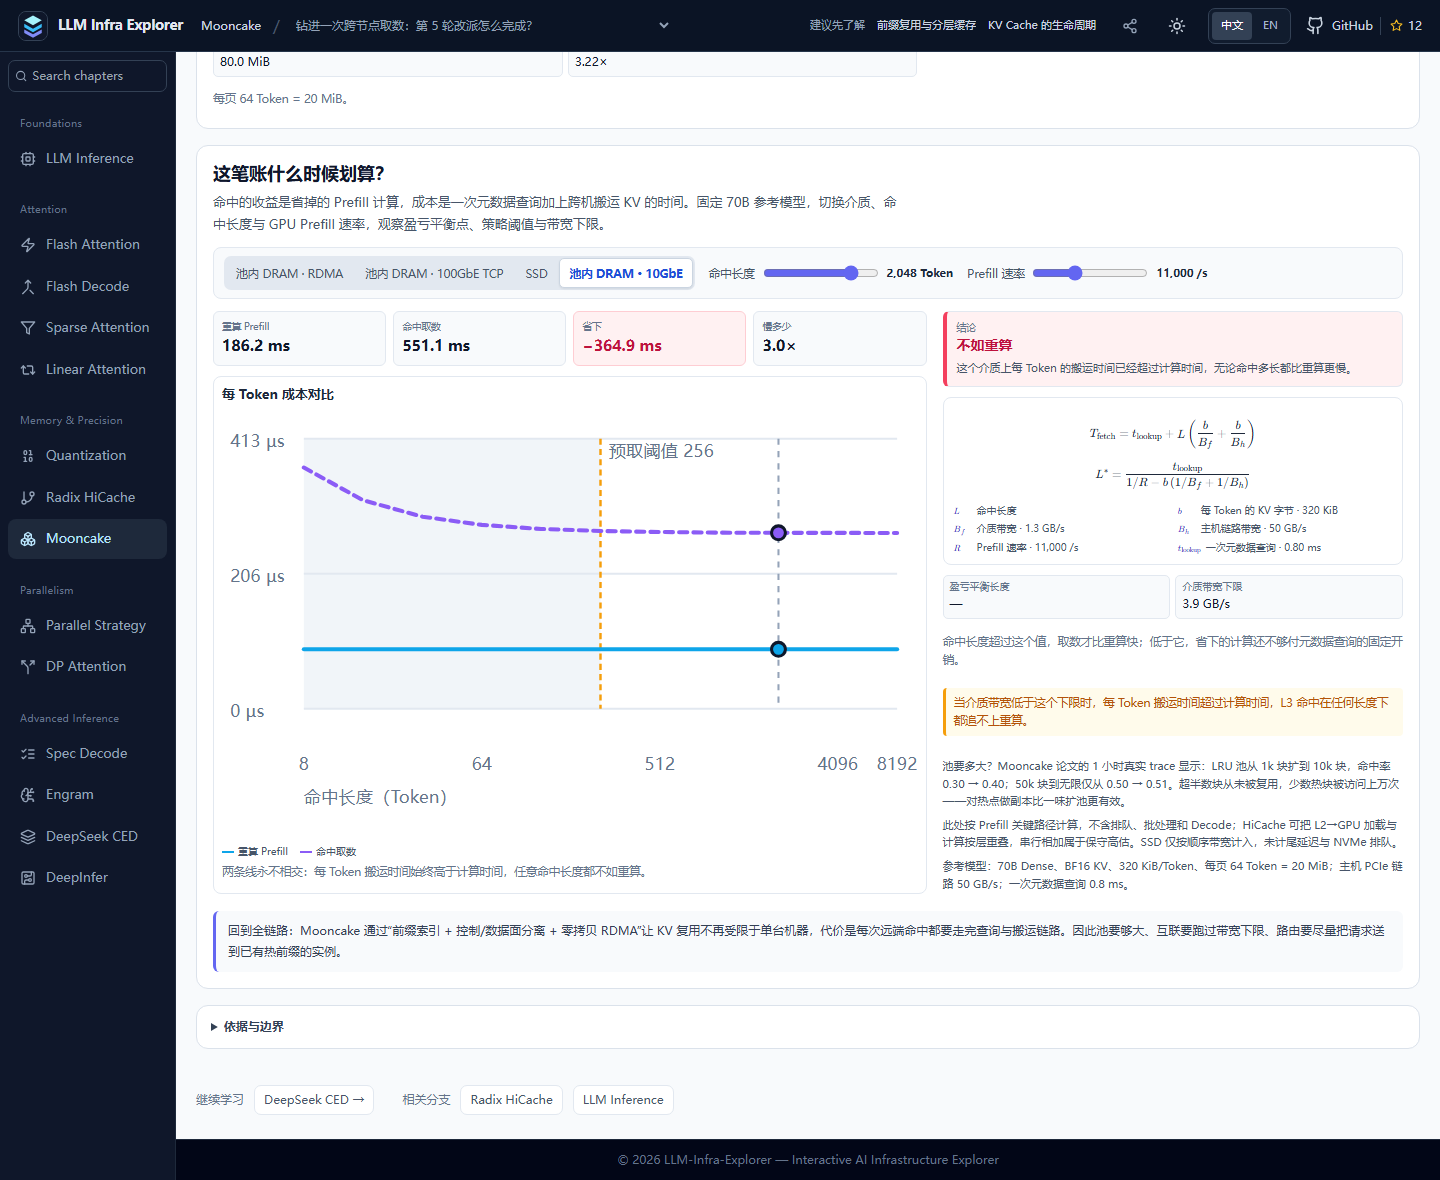 LLM Infra Explorer
Mooncake / 钻进一次跨节点取数：第 5 轮改派怎么完成？
建议先了解 前缀复用与分层缓存 KV Cache 的生命周期
中文 EN GitHub 12
Search chapters
Foundations
LLM Inference
Attention
Flash Attention
Flash Decode
Sparse Attention
Linear Attention
Memory & Precision
Quantization
Radix HiCache
Mooncake
Parallelism
Parallel Strategy
DP Attention
Advanced Inference
Spec Decode
Engram
DeepSeek CED
DeepInfer
80.0 MiB 3.22×
每页 64 Token = 20 MiB。
这笔账什么时候划算？
命中的收益是省掉的 Prefill 计算，成本是一次元数据查询加上跨机搬运 KV 的时间。固定 70B 参考模型，切换介质、命
中长度与 GPU Prefill 速率，观察盈亏平衡点、策略阈值与带宽下限。
池内 DRAM · RDMA 池内 DRAM · 100GbE TCP SSD 池内 DRAM · 10GbE 命中长度 2,048 Token Prefill 速率 11,000 /s
重算 Prefill
186.2 ms
命中取数
551.1 ms
省下
−364.9 ms
慢多少
3.0×
每 Token 成本对比
413 µs
预取阈值 256
206 µs
0 µs
8 64 512 4096 8192
命中长度（Token）
重算 Prefill 命中取数
两条线永不相交：每 Token 搬运时间始终高于计算时间，任意命中长度都不如重算。
结论
不如重算
这个介质上每 Token 的搬运时间已经超过计算时间，无论命中多长都比重算更慢。
T_fetch = t_lookup + L (b/B_f + b/B_h)
L* = t_lookup / (1/R − b (1/B_f + 1/B_h))
L 命中长度 b 每 Token 的 KV 字节 · 320 KiB
B_f 介质带宽 · 1.3 GB/s B_h 主机链路带宽 · 50 GB/s
R Prefill 速率 · 11,000 /s t_lookup 一次元数据查询 · 0.80 ms
盈亏平衡长度
—
介质带宽下限
3.9 GB/s
命中长度超过这个值，取数才比重算快；低于它，省下的计算还不够付元数据查询的固定开
销。
当介质带宽低于这个下限时，每 Token 搬运时间超过计算时间，L3 命中在任何长度下
都追不上重算。
池要多大？Mooncake 论文的 1 小时真实 trace 显示：LRU 池从 1k 块扩到 10k 块，命中率
0.30 → 0.40；50k 块到无限仅从 0.50 → 0.51。超半数块从未被复用，少数热块被访问上万次
——对热点做副本比一味扩池更有效。
此处按 Prefill 关键路径计算，不含排队、批处理和 Decode；HiCache 可把 L2→GPU 加载与
计算按层重叠，串行相加属于保守高估。SSD 仅按顺序带宽计入，未计尾延迟与 NVMe 排队。
参考模型：70B Dense、BF16 KV、320 KiB/Token、每页 64 Token = 20 MiB；主机 PCIe 链
路 50 GB/s；一次元数据查询 0.8 ms。
回到全链路：Mooncake 通过“前缀索引 + 控制/数据面分离 + 零拷贝 RDMA”让 KV 复用不再受限于单台机器，代价是每次远端命中都要走完查询与搬运链路。因此池要够大、互联要跑过带宽下限、路由要尽量把请求送
到已有热前缀的实例。
依据与边界
继续学习 DeepSeek CED → 相关分支 Radix HiCache LLM Inference
© 2026 LLM-Infra-Explorer — Interactive AI Infrastructure Explorer